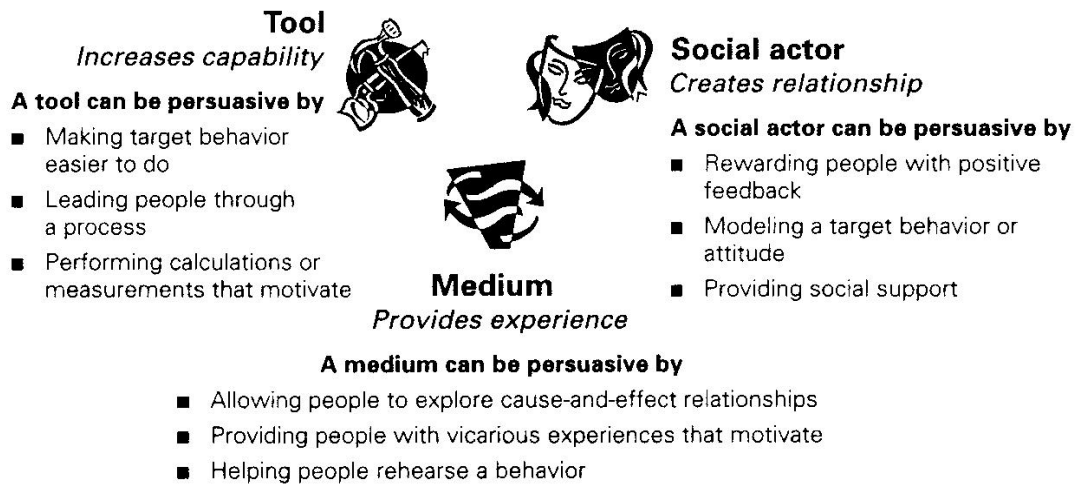 Tool
Increases capability
A tool can be persuasive by
■ Making target behavior
easier to do
■ Leading people through
a process
■ Performing calculations or
measurements that motivate
Social actor
Creates relationship
A social actor can be persuasive by
■ Rewarding people with positive
feedback
■ Modeling a target behavior or
attitude
■ Providing social support
Medium
Provides experience
A medium can be persuasive by
■ Allowing people to explore cause-and-effect relationships
■ Providing people with vicarious experiences that motivate
■ Helping people rehearse a behavior